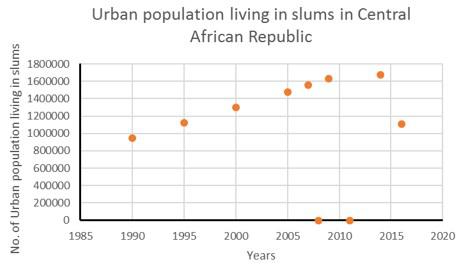 Urban population living in slums in Central
African Republic
No. of Urban population living in slums
1800000
1600000
1400000
1200000
1000000
800000
600000
400000
200000
0
1985 1990 1995 2000 2005 2010 2015 2020
Years